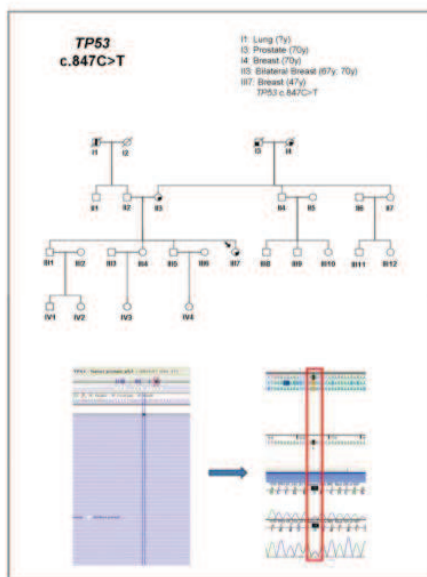 TP53
c.847C>T
I1: Lung (?y)
I3: Prostate (70y)
I4: Breast (70y)
II3: Bilateral Breast (67y; 70y)
III7: Breast (47y)
TP53 c.847C>T
I1 I2 I3 I4
II1 II2 II3 II4 II5 II6 II7
III1 III2 III3 III4 III5 III6 III7 III8 III9 III10 III11 III12
IV1 IV2 IV3 IV4